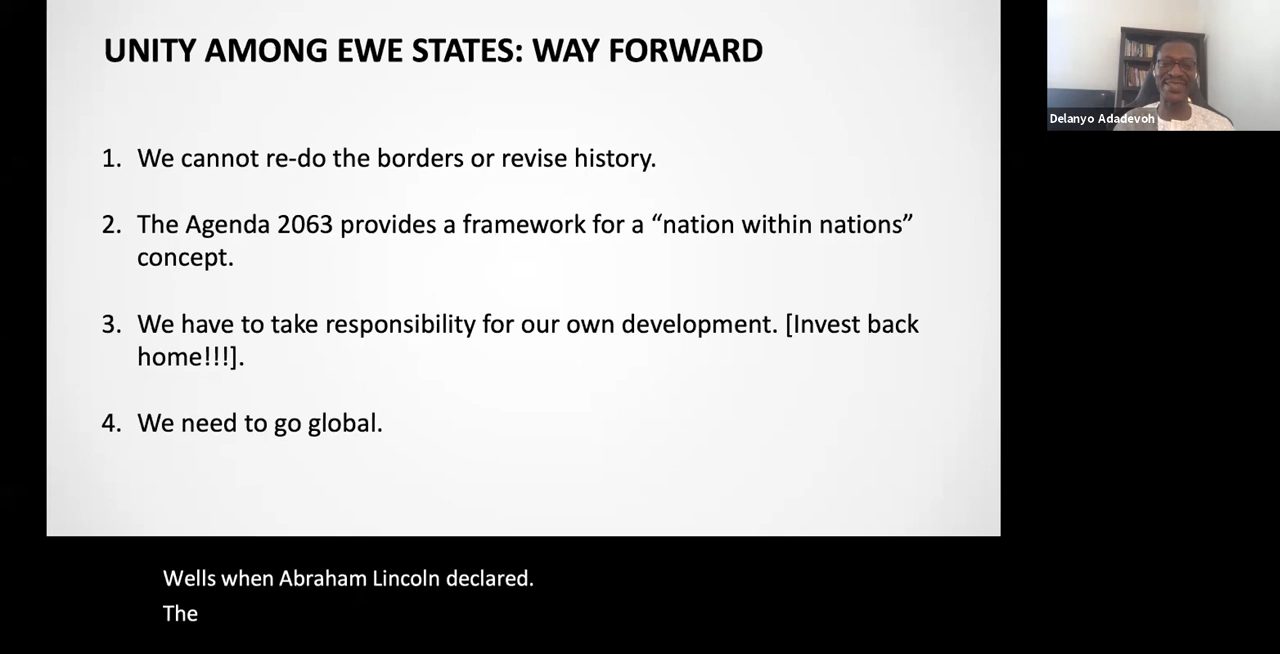 UNITY AMONG EWE STATES: WAY FORWARD
1. We cannot re-do the borders or revise history.
2. The Agenda 2063 provides a framework for a “nation within nations”
concept.
3. We have to take responsibility for our own development. [Invest back
home!!!].
4. We need to go global.
Delanyo Adadevoh
Wells when Abraham Lincoln declared.
The